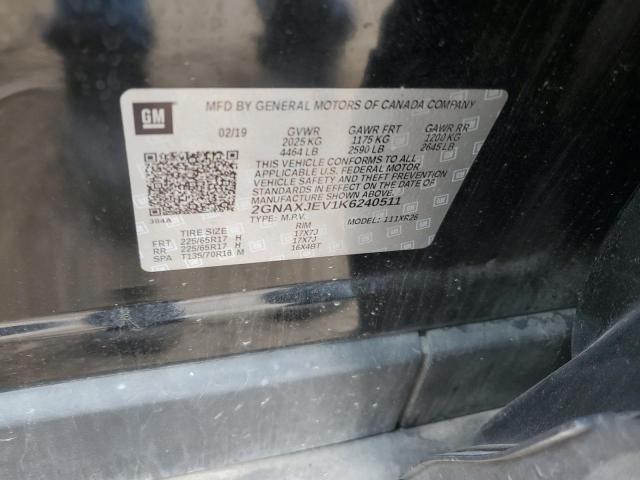 GM
MFD BY GENERAL MOTORS OF CANADA COMPANY
02/19 GVWR GAWR FRT GAWR RR
2025 KG 1175 KG 1200 KG
4464 LB 2590 LB 2645 LB
THIS VEHICLE CONFORMS TO ALL
APPLICABLE U.S. FEDERAL MOTOR
VEHICLE SAFETY AND THEFT PREVENTION
STANDARDS IN EFFECT ON THE DATE OF
MANUFACTURE SHOWN ABOVE.
2GNAXJEV1K6240511
TYPE: M.P.V. MODEL: 111XR26
384A
TIRE SIZE RIM
FRT 225/65R17 H 17X7J
RR 225/65R17 H 17X7J
SPA T135/70R16 M 16X4BT